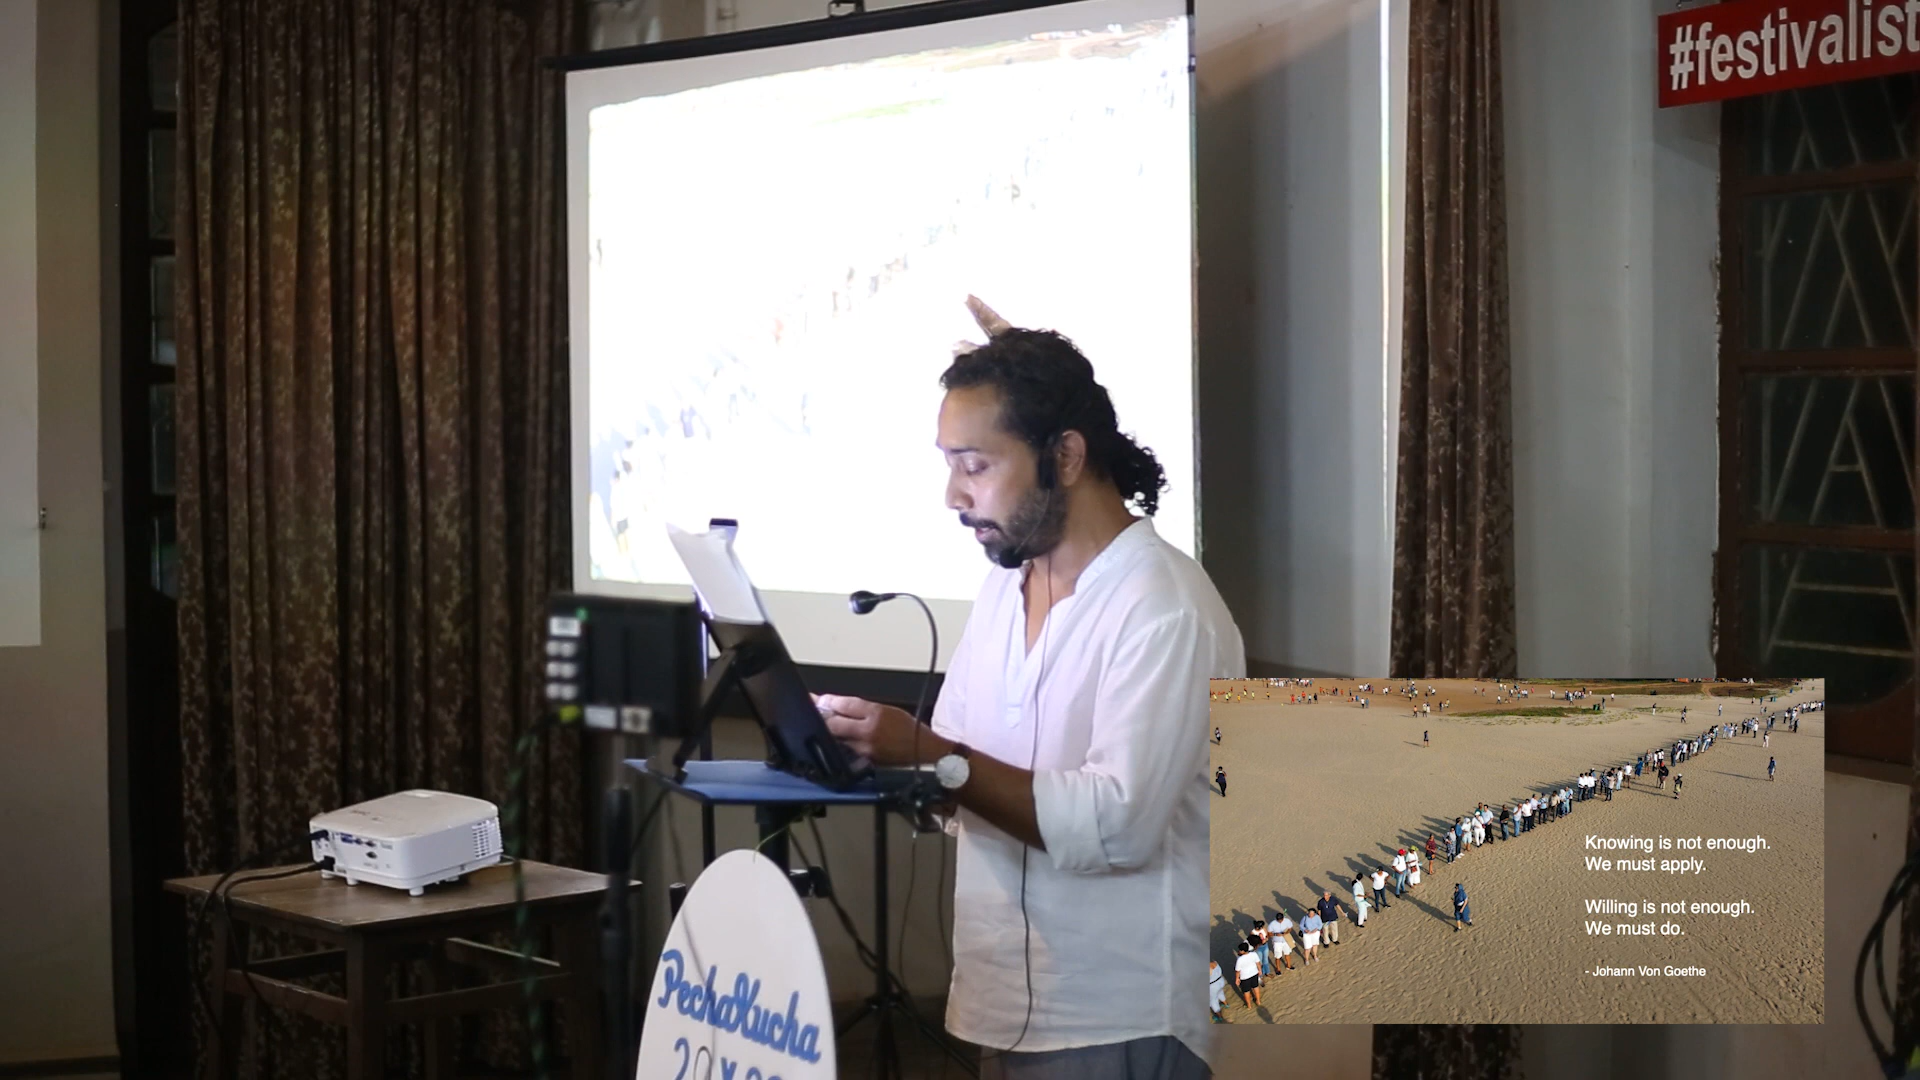 #festivalist
Knowing is not enough.
We must apply.
Willing is not enough.
We must do.
- Johann Von Goethe
PechaKucha